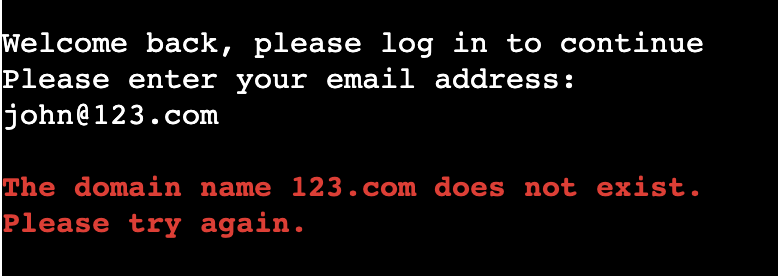 Welcome back, please log in to continue
Please enter your email address:
john@123.com
The domain name 123.com does not exist.
Please try again.